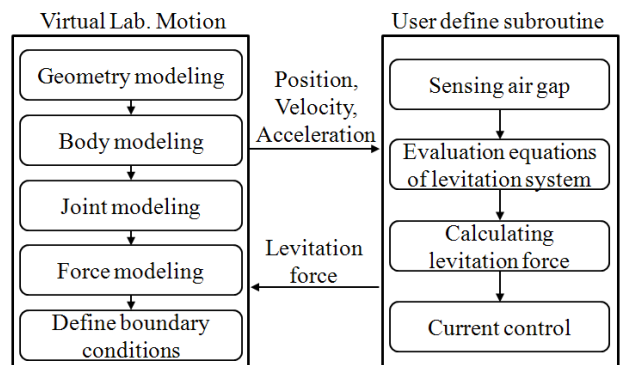 Virtual Lab. Motion
Geometry modeling
Body modeling
Joint modeling
Force modeling
Define boundary
conditions
Position,
Velocity,
Acceleration
Levitation
force
User define subroutine
Sensing air gap
Evaluation equations
of levitation system
Calculating
levitation force
Current control